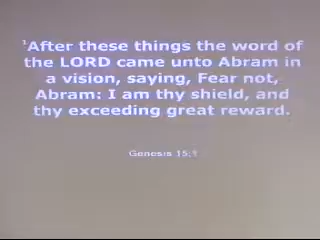 ¹After these things the word of
the LORD came unto Abram in
a vision, saying, Fear not,
Abram: I am thy shield, and
thy exceeding great reward.
Genesis 15:1